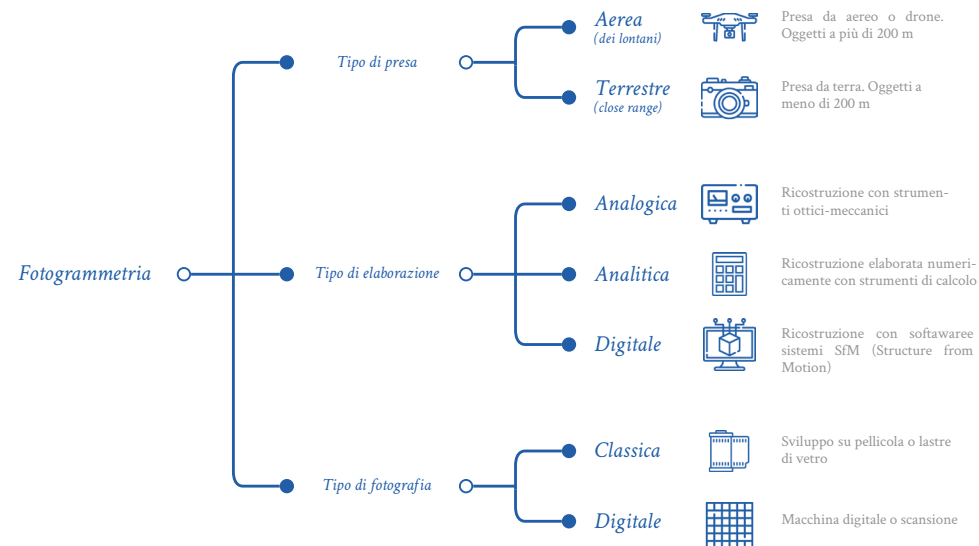 Fotogrammetria
Tipo di presa
Aerea
(dei lontani)
Presa da aereo o drone.
Oggetti a più di 200 m
Terrestre
(close range)
Presa da terra. Oggetti a
meno di 200 m
Tipo di elaborazione
Analogica
Ricostruzione con strumen-
ti ottici-meccanici
Analitica
Ricostruzione elaborata numeri-
camente con strumenti di calcolo
Digitale
Ricostruzione con softawaree
sistemi SfM (Structure from
Motion)
Tipo di fotografia
Classica
Sviluppo su pellicola o lastre
di vetro
Digitale
Macchina digitale o scansione